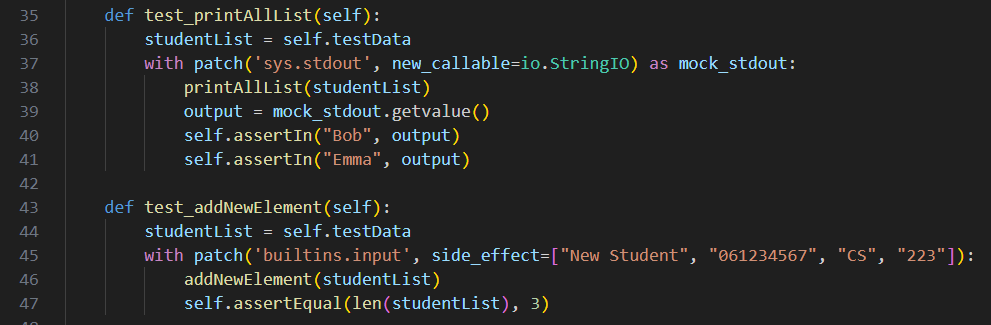 35 def test_printAllList(self):
36 studentList = self.testData
37 with patch('sys.stdout', new_callable=io.StringIO) as mock_stdout:
38 printAllList(studentList)
39 output = mock_stdout.getvalue()
40 self.assertIn("Bob", output)
41 self.assertIn("Emma", output)
42
43 def test_addNewElement(self):
44 studentList = self.testData
45 with patch('builtins.input', side_effect=["New Student", "061234567", "CS", "223"]):
46 addNewElement(studentList)
47 self.assertEqual(len(studentList), 3)